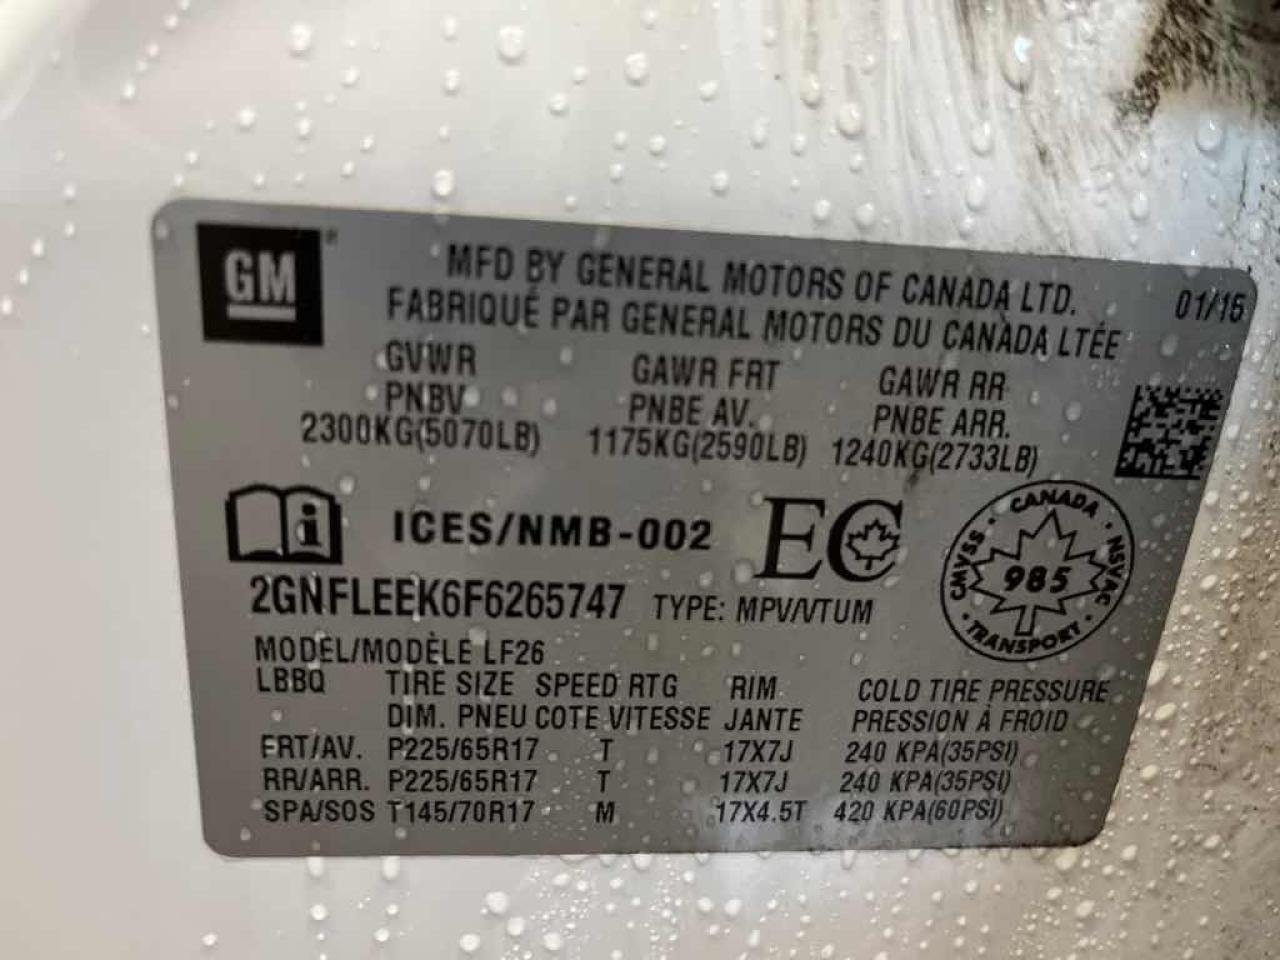 GM
MFD BY GENERAL MOTORS OF CANADA LTD. 01/15
FABRIQUÉ PAR GENERAL MOTORS DU CANADA LTÉE
GVWR GAWR FRT GAWR RR
PNBV PNBE AV. PNBE ARR.
2300KG(5070LB) 1175KG(2590LB) 1240KG(2733LB)
i ICES/NMB-002 EC
CANADA · NSVAC · TRANSPORT · CMVSS ·
985
2GNFLEEK6F6265747 TYPE: MPV/VTUM
MODEL/MODÈLE LF26
LBBQ TIRE SIZE SPEED RTG RIM COLD TIRE PRESSURE
DIM. PNEU COTE VITESSE JANTE PRESSION À FROID
FRT/AV. P225/65R17 T 17X7J 240 KPA(35PSI)
RR/ARR. P225/65R17 T 17X7J 240 KPA(35PSI)
SPA/SOS T145/70R17 M 17X4.5T 420 KPA(60PSI)